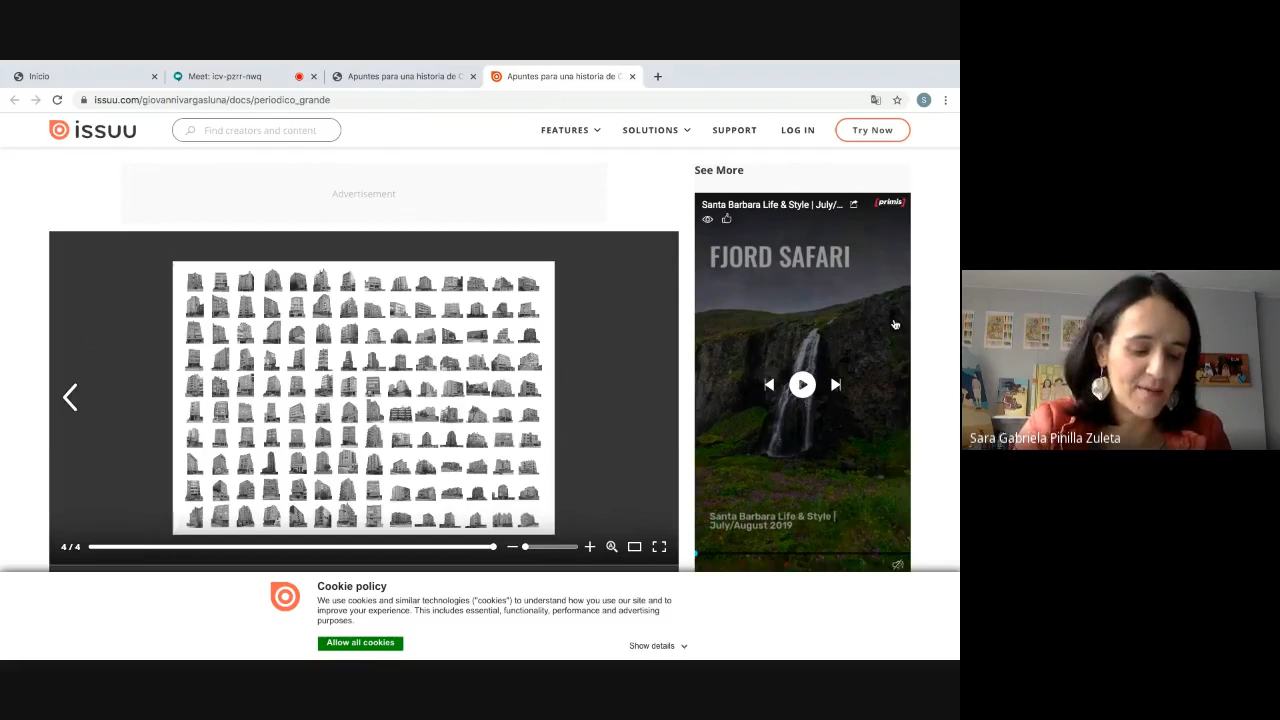 Inicio
Meet: icv-pzrr-nwq
Apuntes para una historia de C
Apuntes para una historia de C
issuu.com/giovannivargasluna/docs/periodico_grande
S
issuu
Find creators and content
FEATURES
SOLUTIONS
SUPPORT
LOG IN
Try Now
Advertisement
See More
Santa Barbara Life & Style | July/...
[primis]
FJORD SAFARI
Santa Barbara Life & Style |
July/August 2019
4 / 4
Cookie policy
We use cookies and similar technologies ("cookies") to understand how you use our site and to
improve your experience. This includes essential, functionality, performance and advertising
purposes.
Allow all cookies
Show details
Sara Gabriela Pinilla Zuleta